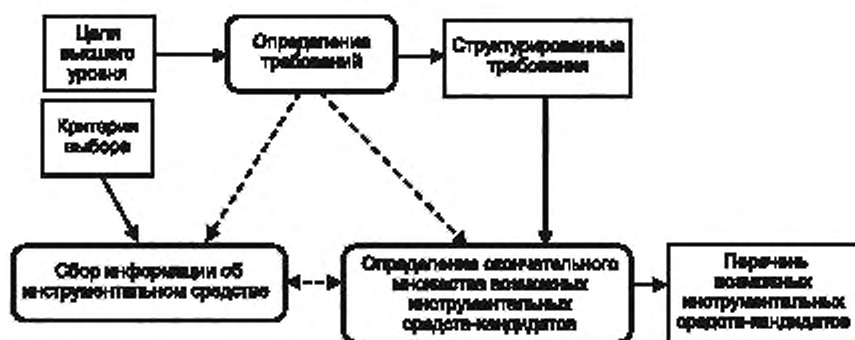 Цели
высшего
уровня
Определение
требований
Структурированные
требования
Критерии
выбора
Сбор информации об
инструментальном средстве
Определение окончательного
множества возможных
инструментальных
средств-кандидатов
Перечень
возможных
инструментальных
средств-кандидатов